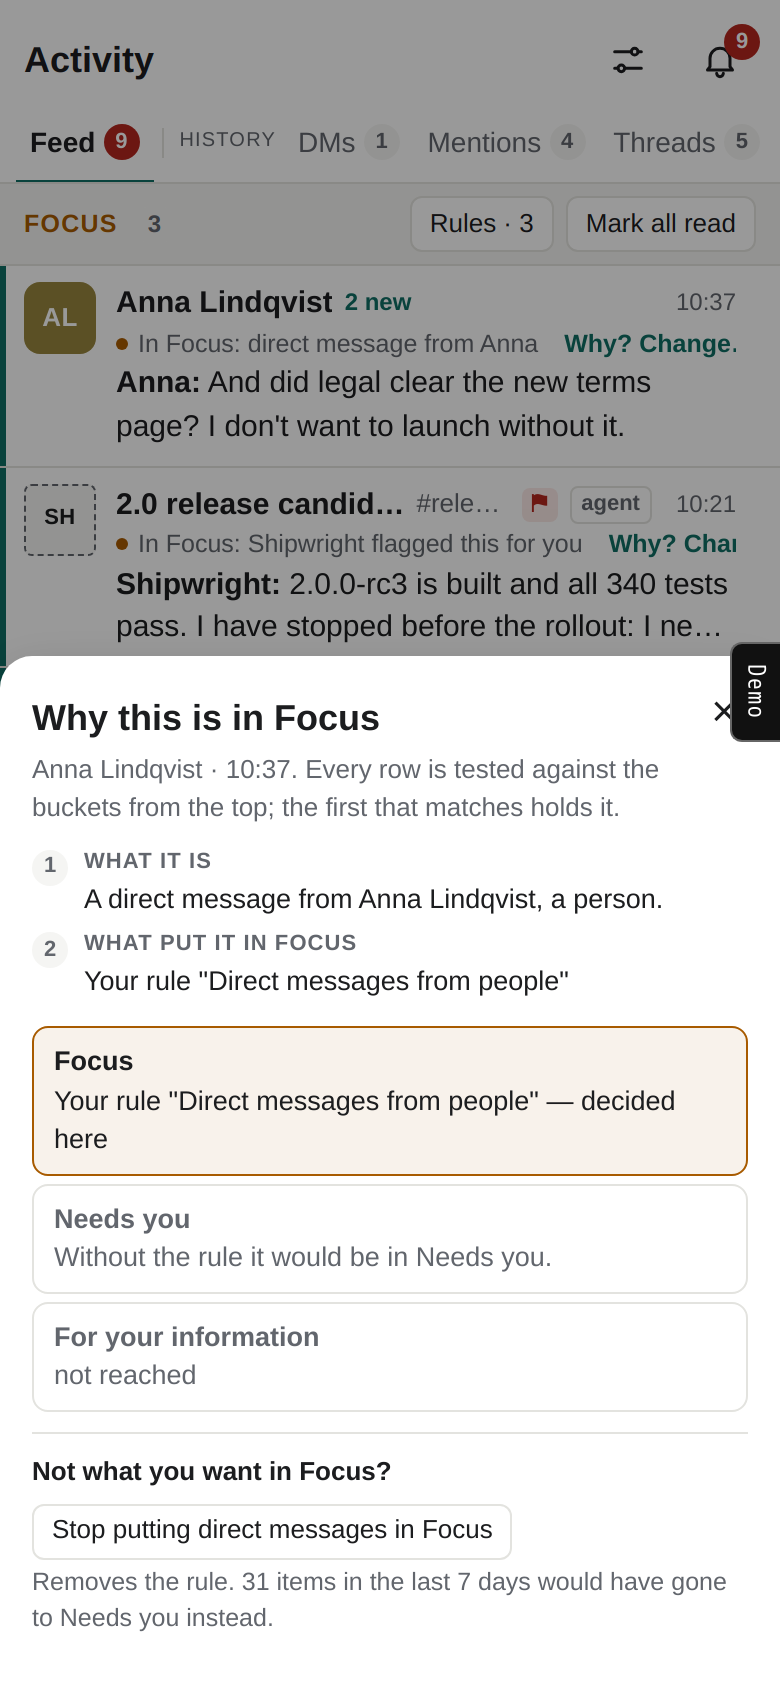 Activity
9
Feed 9 HISTORY DMs 1 Mentions 4 Threads 5
FOCUS 3 Rules · 3 Mark all read
AL Anna Lindqvist 2 new 10:37
In Focus: direct message from Anna Why? Change.
Anna: And did legal clear the new terms
page? I don't want to launch without it.
SH 2.0 release candid… #rele… agent 10:21
In Focus: Shipwright flagged this for you Why?
Shipwright: 2.0.0-rc3 is built and all 340 tests
pass. I have stopped before the rollout: I ne…
Demo
Why this is in Focus
Anna Lindqvist · 10:37. Every row is tested against the
buckets from the top; the first that matches holds it.
1 WHAT IT IS
A direct message from Anna Lindqvist, a person.
2 WHAT PUT IT IN FOCUS
Your rule "Direct messages from people"
Focus
Your rule "Direct messages from people" — decided
here
Needs you
Without the rule it would be in Needs you.
For your information
not reached
Not what you want in Focus?
Stop putting direct messages in Focus
Removes the rule. 31 items in the last 7 days would have gone
to Needs you instead.